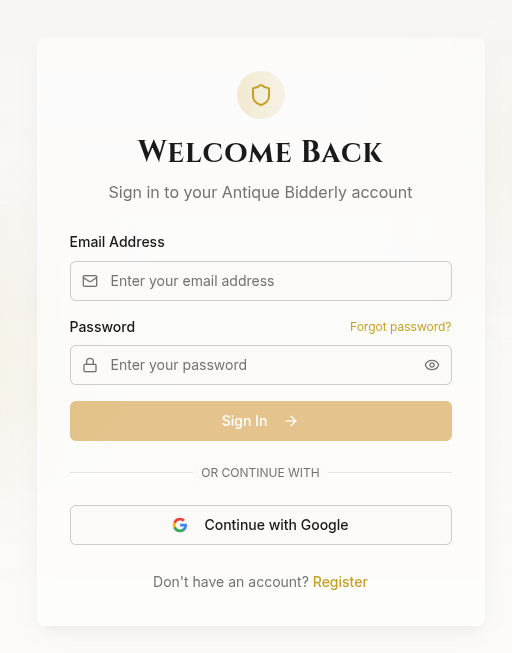 Welcome Back
Sign in to your Antique Bidderly account
Email Address
Enter your email address
Password Forgot password?
Enter your password
Sign In
OR CONTINUE WITH
Continue with Google
Don't have an account? Register